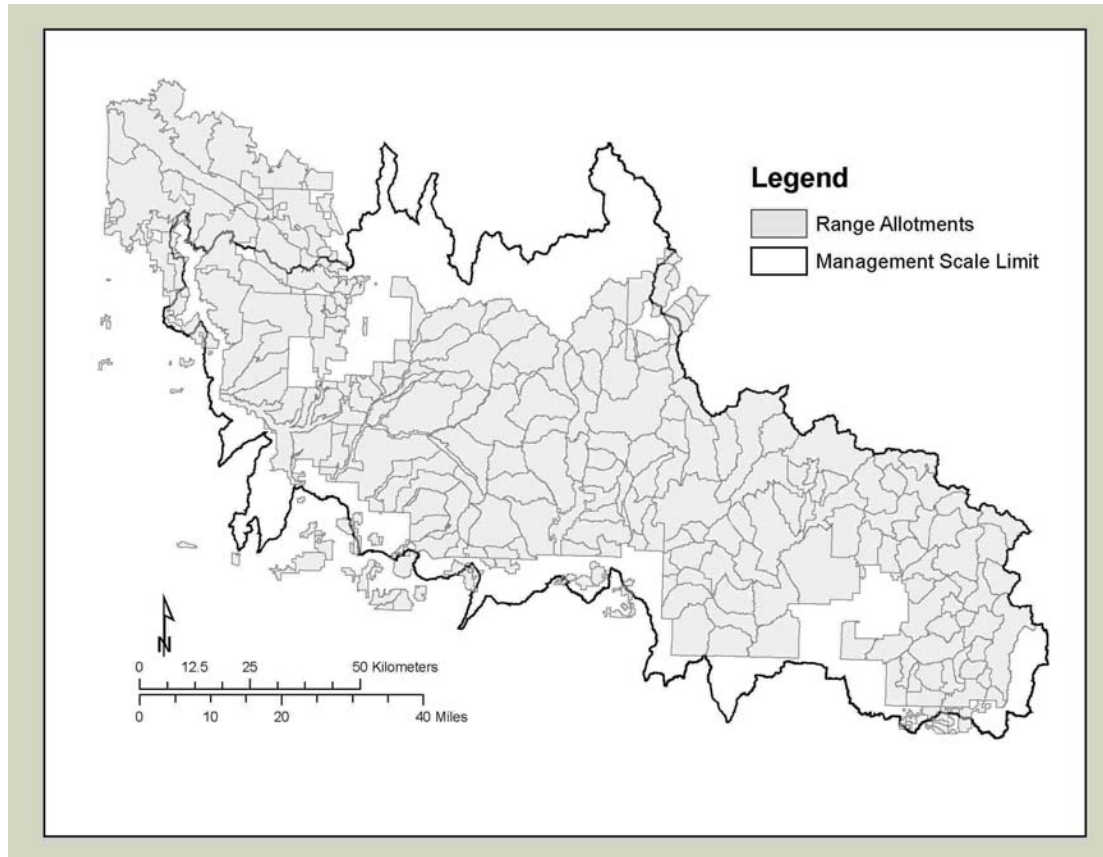 Legend
Range Allotments
Management Scale Limit
N
0 12.5 25 50 Kilometers
0 10 20 40 Miles